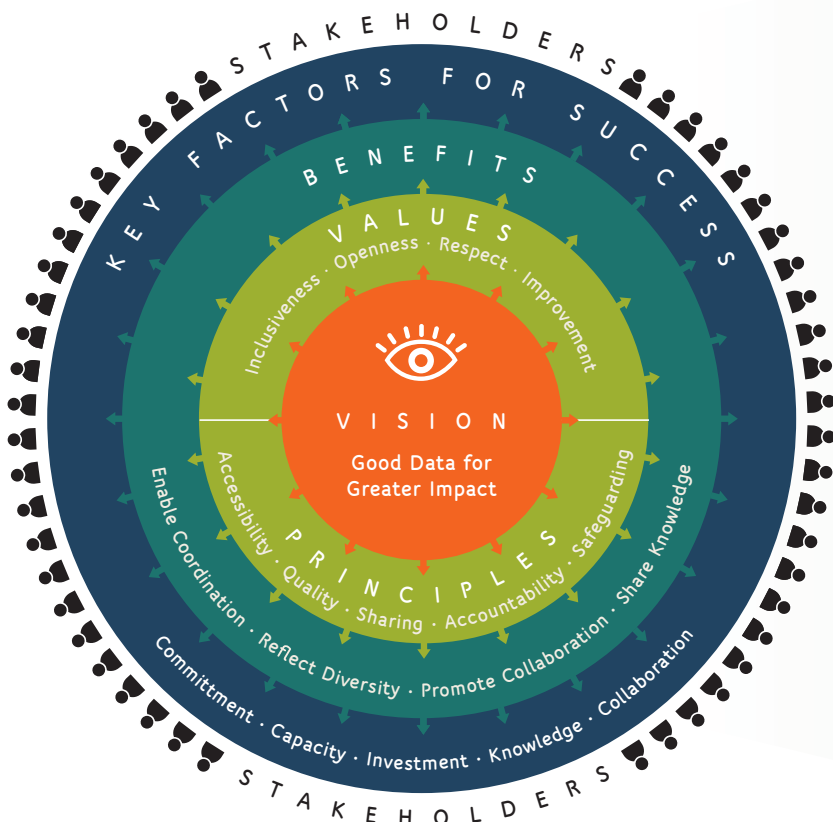 STAKEHOLDERS
KEY FACTORS FOR SUCCESS
BENEFITS
VALUES
Inclusiveness · Openness · Respect · Improvement
VISION
Good Data for
Greater Impact
PRINCIPLES
Accessibility · Quality · Sharing · Accountability · Safeguarding
Enable Coordination · Reflect Diversity · Promote Collaboration · Share Knowledge
Committment · Capacity · Investment · Knowledge · Collaboration
STAKEHOLDERS